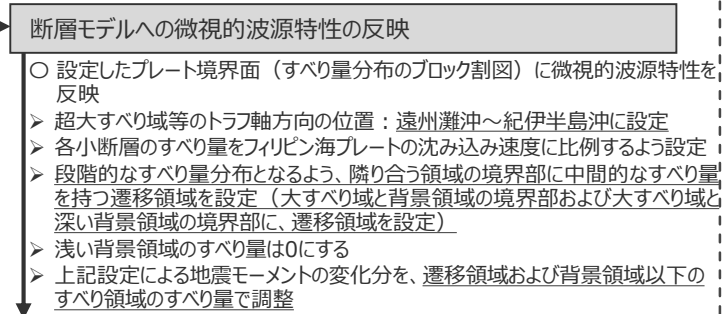 断層モデルへの微視的波源特性の反映
○ 設定したプレート境界面（すべり量分布のブロック割図）に微視的波源特性を
反映
➢ 超大すべり域等のトラフ軸方向の位置：遠州灘沖～紀伊半島沖に設定
➢ 各小断層のすべり量をフィリピン海プレートの沈み込み速度に比例するよう設定
➢ 段階的なすべり量分布となるよう、隣り合う領域の境界部に中間的なすべり量
を持つ遷移領域を設定（大すべり域と背景領域の境界部および大すべり域と
深い背景領域の境界部に、遷移領域を設定）
➢ 浅い背景領域のすべり量は0にする
➢ 上記設定による地震モーメントの変化分を、遷移領域および背景領域以下の
すべり領域のすべり量で調整